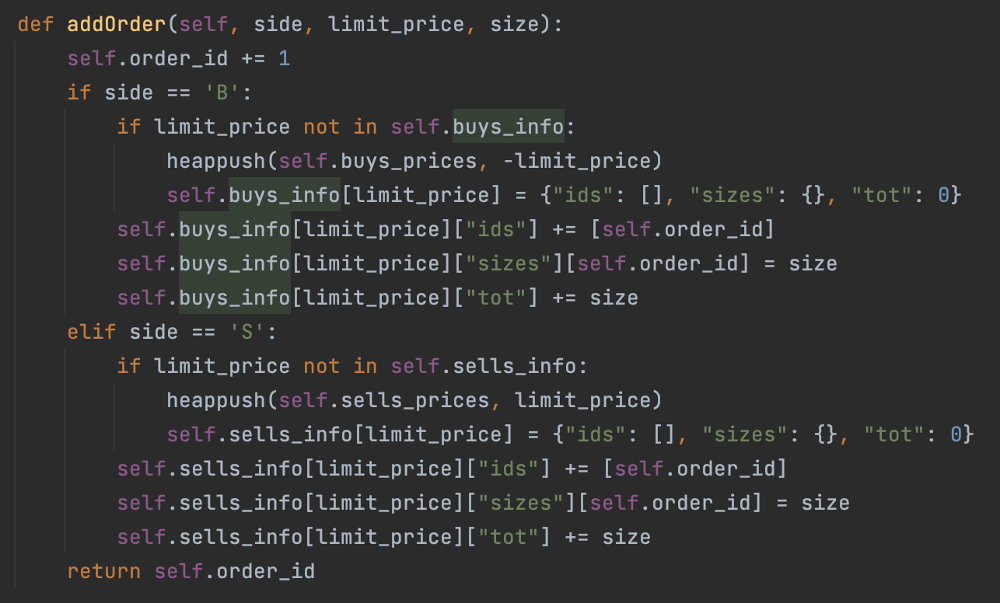 def addOrder(self, side, limit_price, size):
    self.order_id += 1
    if side == 'B':
        if limit_price not in self.buys_info:
            heappush(self.buys_prices, -limit_price)
            self.buys_info[limit_price] = {"ids": [], "sizes": {}, "tot": 0}
        self.buys_info[limit_price]["ids"] += [self.order_id]
        self.buys_info[limit_price]["sizes"][self.order_id] = size
        self.buys_info[limit_price]["tot"] += size
    elif side == 'S':
        if limit_price not in self.sells_info:
            heappush(self.sells_prices, limit_price)
            self.sells_info[limit_price] = {"ids": [], "sizes": {}, "tot": 0}
        self.sells_info[limit_price]["ids"] += [self.order_id]
        self.sells_info[limit_price]["sizes"][self.order_id] = size
        self.sells_info[limit_price]["tot"] += size
    return self.order_id